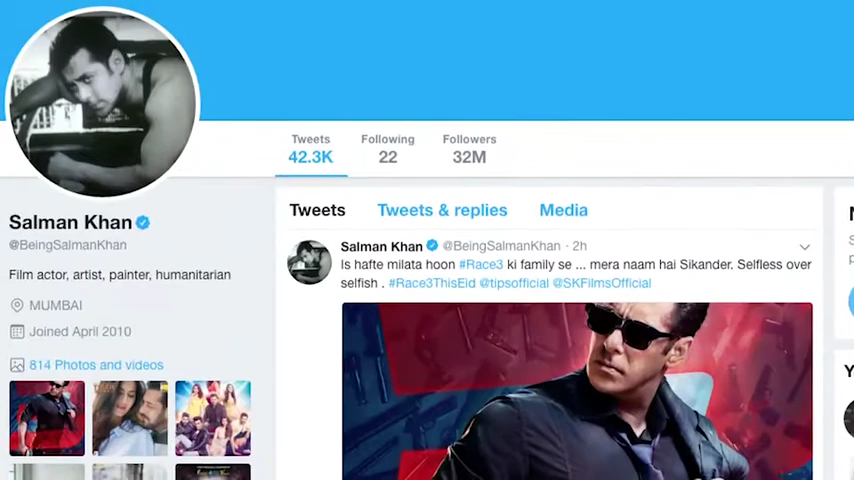 Tweets Following Followers
42.3K 22 32M
Tweets Tweets & replies Media
Salman Khan
@BeingSalmanKhan
Film actor, artist, painter, humanitarian
MUMBAI
Joined April 2010
814 Photos and videos
Salman Khan @BeingSalmanKhan · 2h
Is hafte milata hoon #Race3 ki family se ... mera naam hai Sikander. Selfless over
selfish . #Race3ThisEid @tipsofficial @SKFilmsOfficial